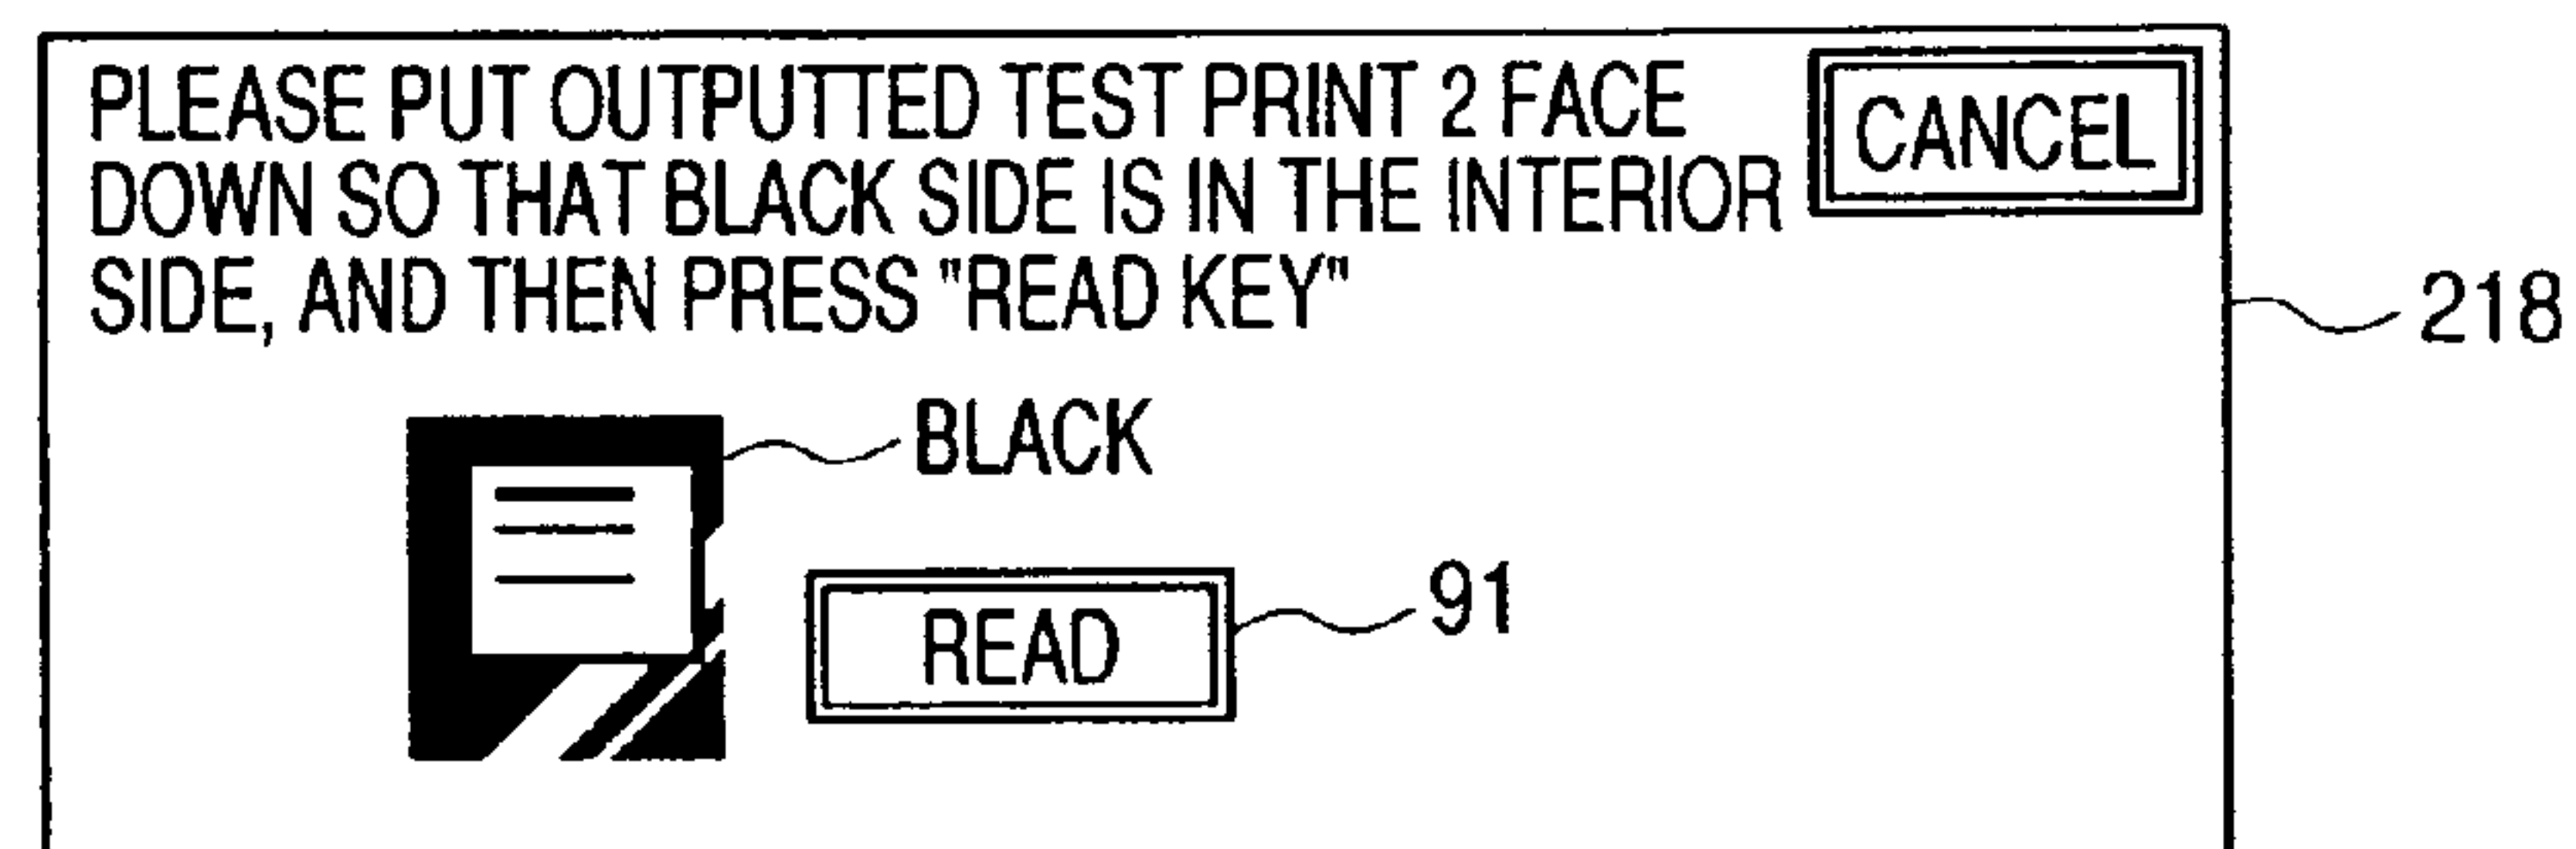 PLEASE PUT OUTPUTTED TEST PRINT 2 FACE
DOWN SO THAT BLACK SIDE IS IN THE INTERIOR
SIDE, AND THEN PRESS "READ KEY"
CANCEL
218
BLACK
READ
91